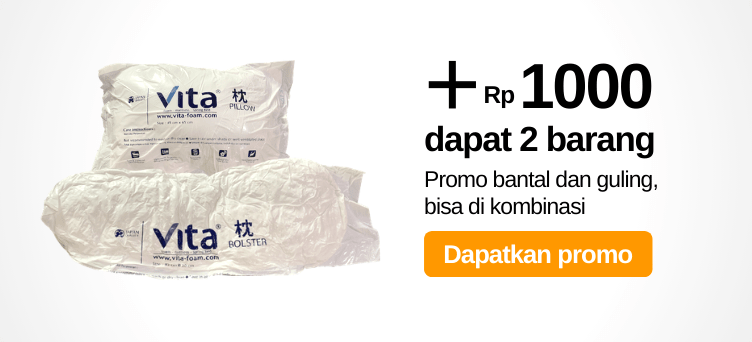 Vita®
枕
PILLOW
www.vita-foam.com
Vita®
枕
BOLSTER
www.vita-foam.com
+ Rp 1000
dapat 2 barang
Promo bantal dan guling,
bisa di kombinasi
Dapatkan promo